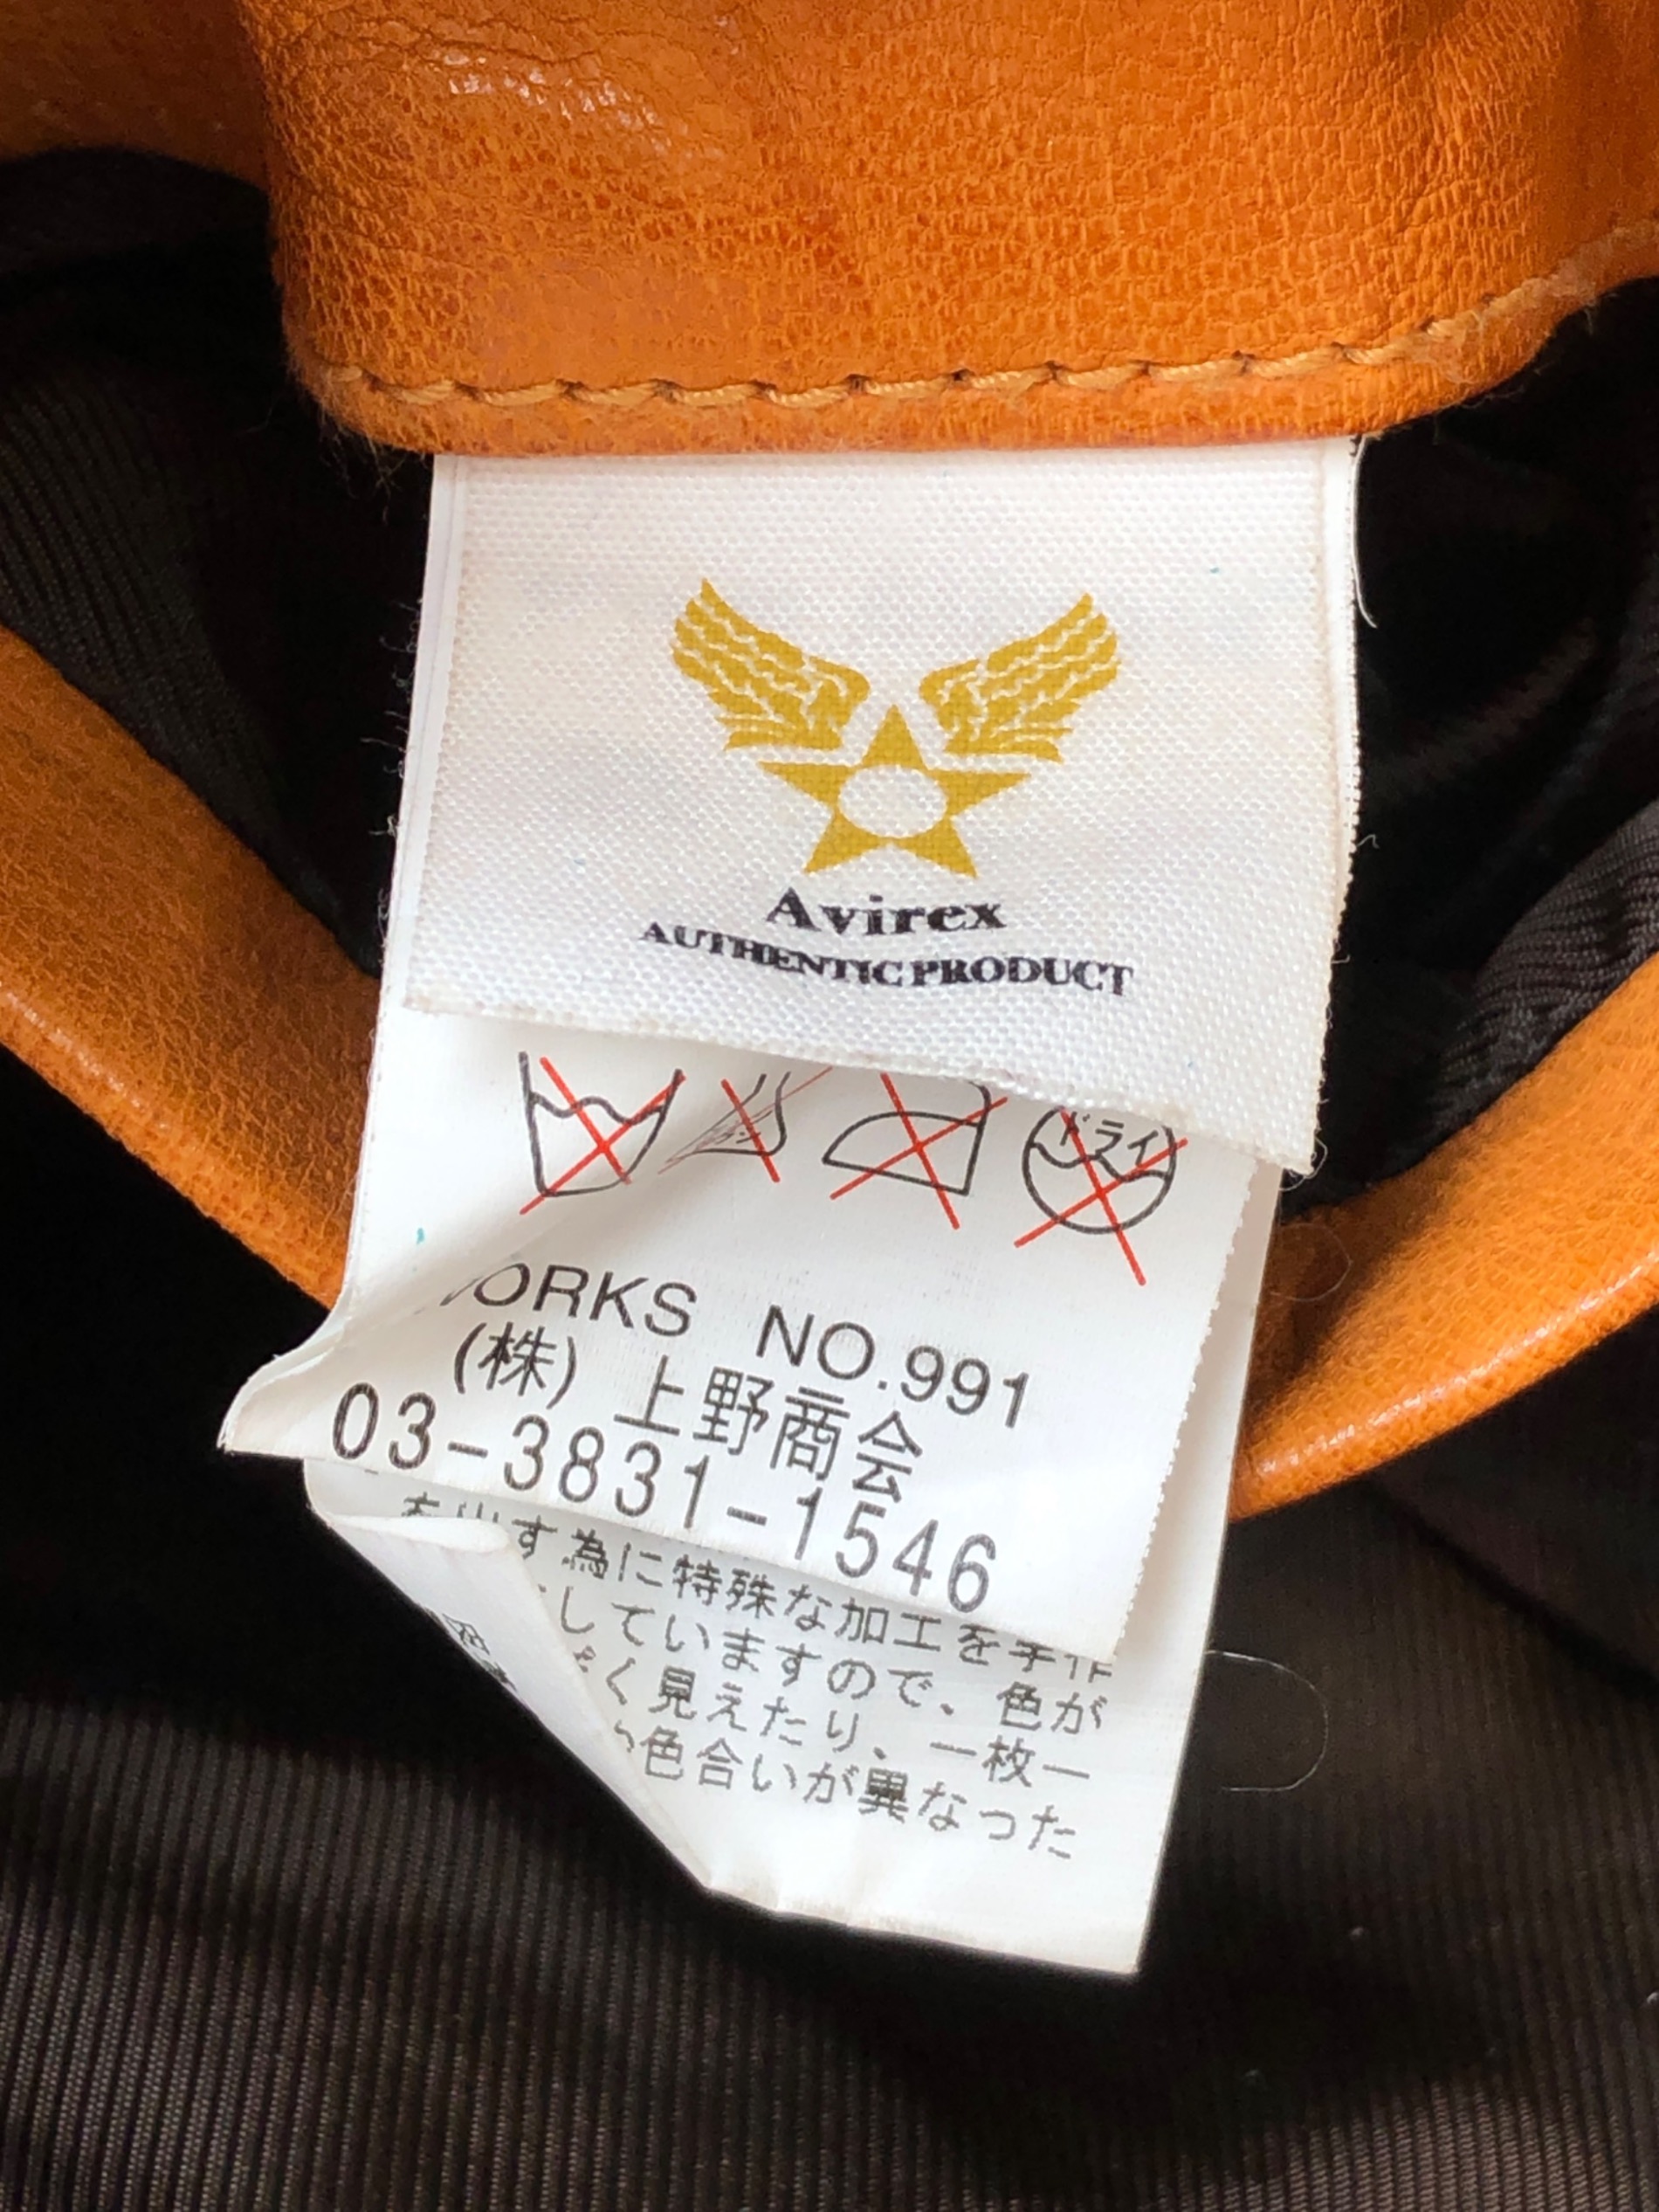 Avirex
AUTHENTIC PRODUCT
ドライ
ORKS NO.991
(株)上野商会
03-3831-1546
す為に特殊な加工を手作
していますので、色が
く見えたり、一枚一
色合いが異なった